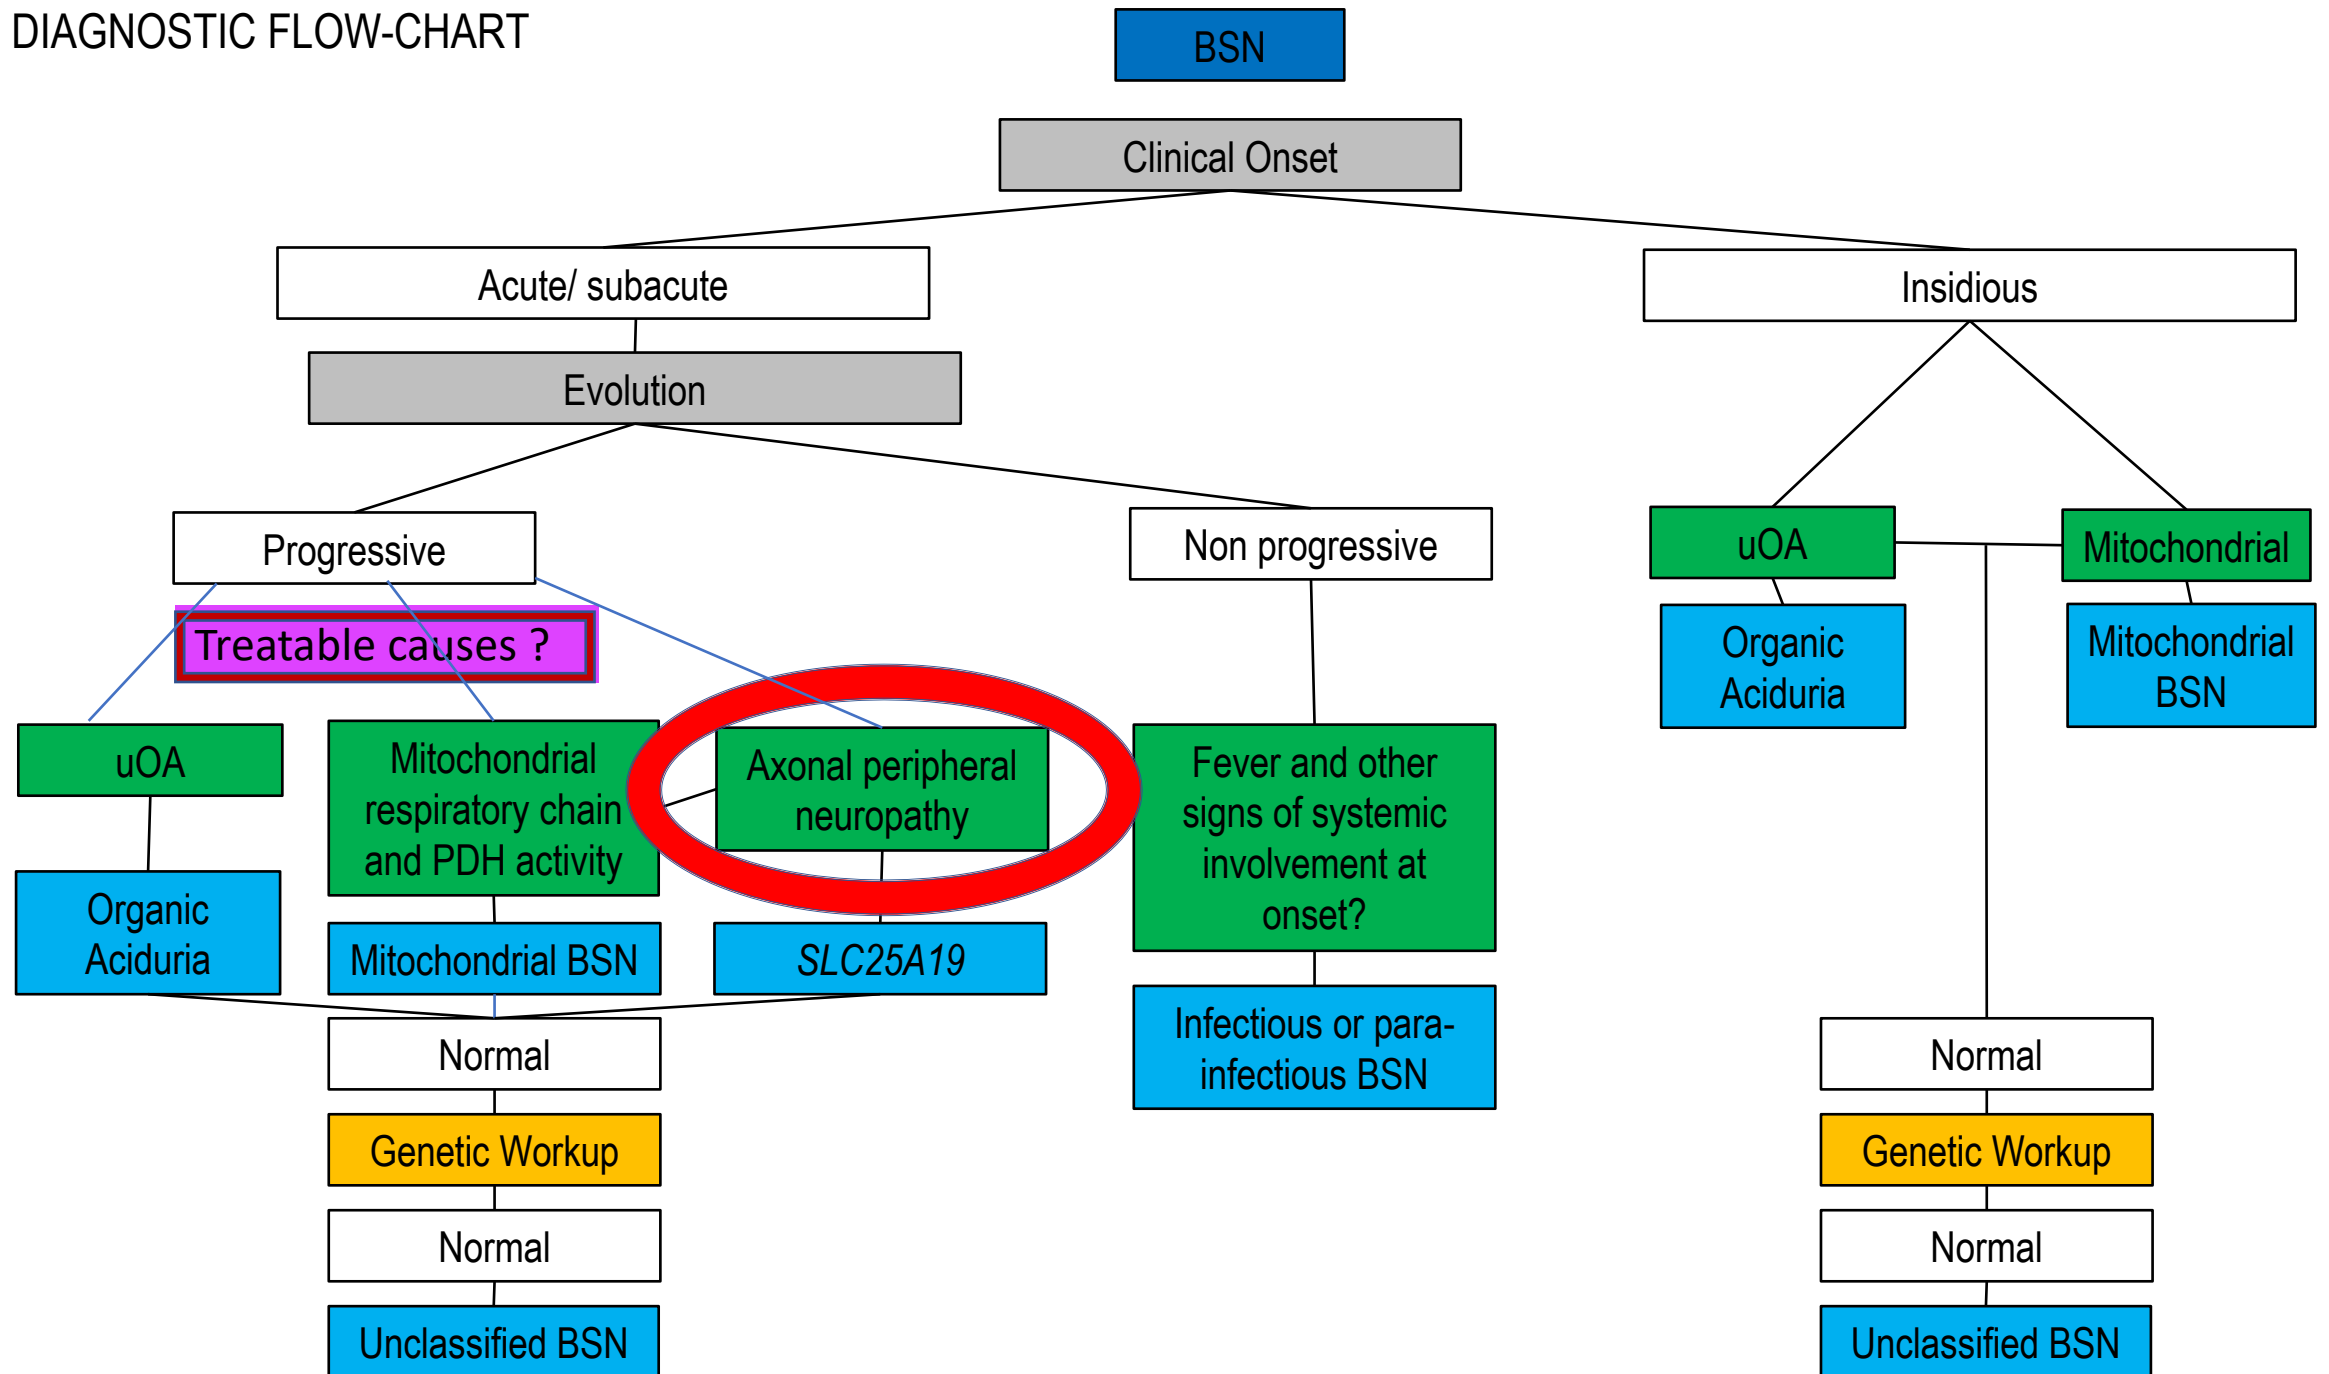 DIAGNOSTIC FLOW-CHART
BSN
Clinical Onset
Acute/ subacute
Insidious
Evolution
Progressive
Non progressive
uOA
Mitochondrial
Treatable causes ?
Organic
Aciduria
Mitochondrial
BSN
uOA
Mitochondrial
respiratory chain
and PDH activity
Axonal peripheral
neuropathy
Fever and other
signs of systemic
involvement at
onset?
Organic
Aciduria
Mitochondrial BSN
SLC25A19
Infectious or para-
infectious BSN
Normal
Normal
Genetic Workup
Genetic Workup
Normal
Normal
Unclassified BSN
Unclassified BSN